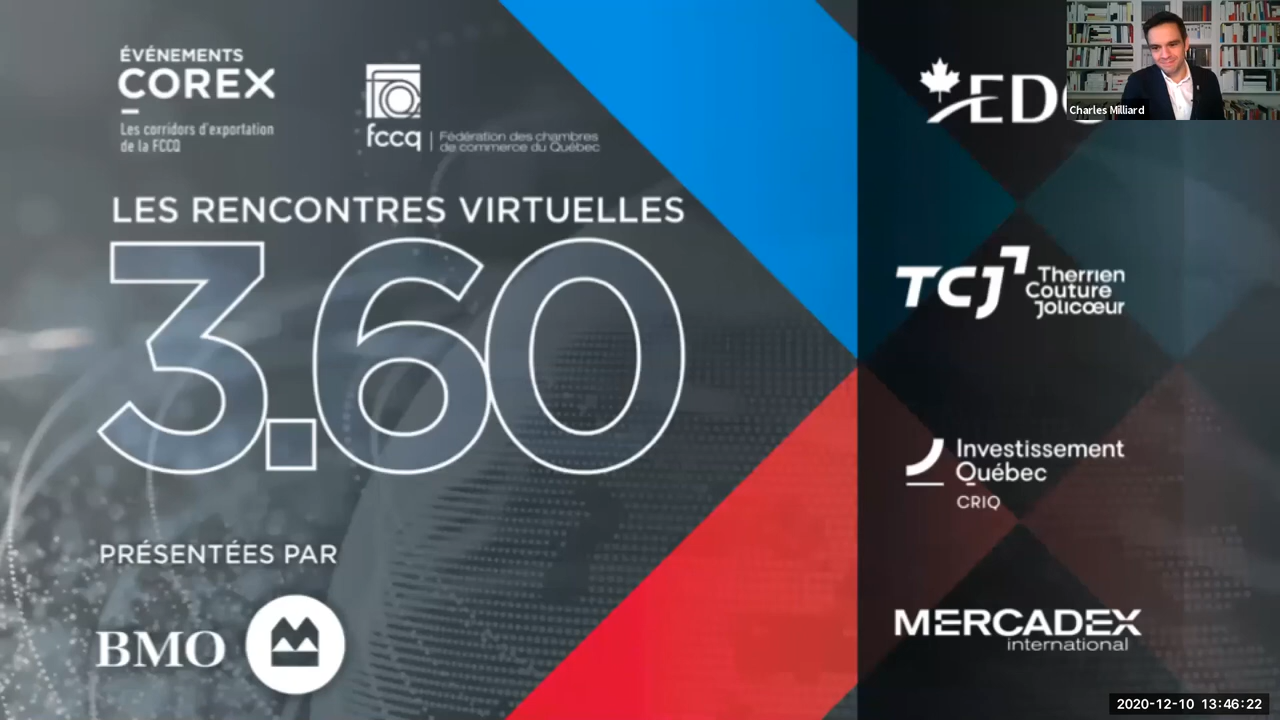 ÉVÉNEMENTS
COREX
Les corridors d'exportation
de la FCCQ
fccq
Fédération des chambres
de commerce du Québec
LES RENCONTRES VIRTUELLES
3.60
PRÉSENTÉES PAR
BMO
ED
Charles Milliard
TCJ
Therrien
Couture
Jolicœur
Investissement
Québec
CRIQ
MERCADEX
international
2020-12-10 13:46:22